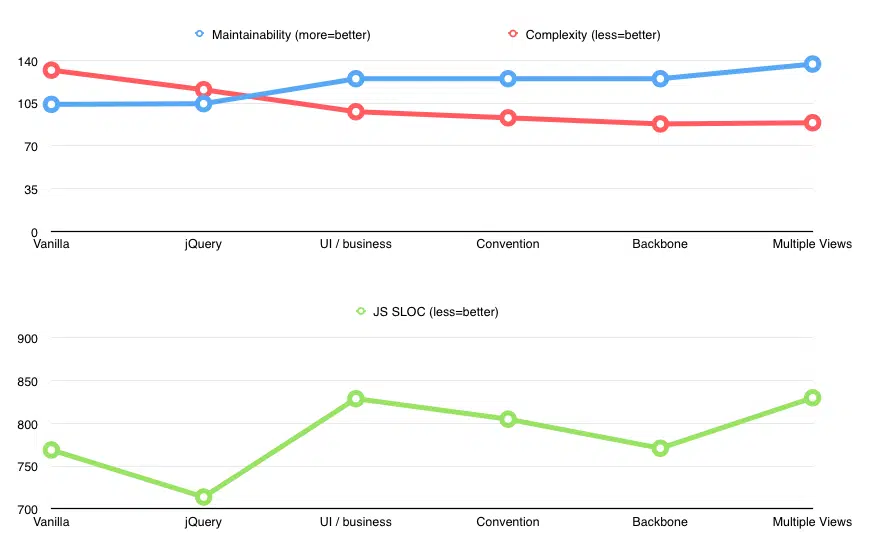 Maintainability (more=better) Complexity (less=better)
140
105
70
35
0
Vanilla jQuery UI / business Convention Backbone Multiple Views
JS SLOC (less=better)
900
850
800
750
700
Vanilla jQuery UI / business Convention Backbone Multiple Views